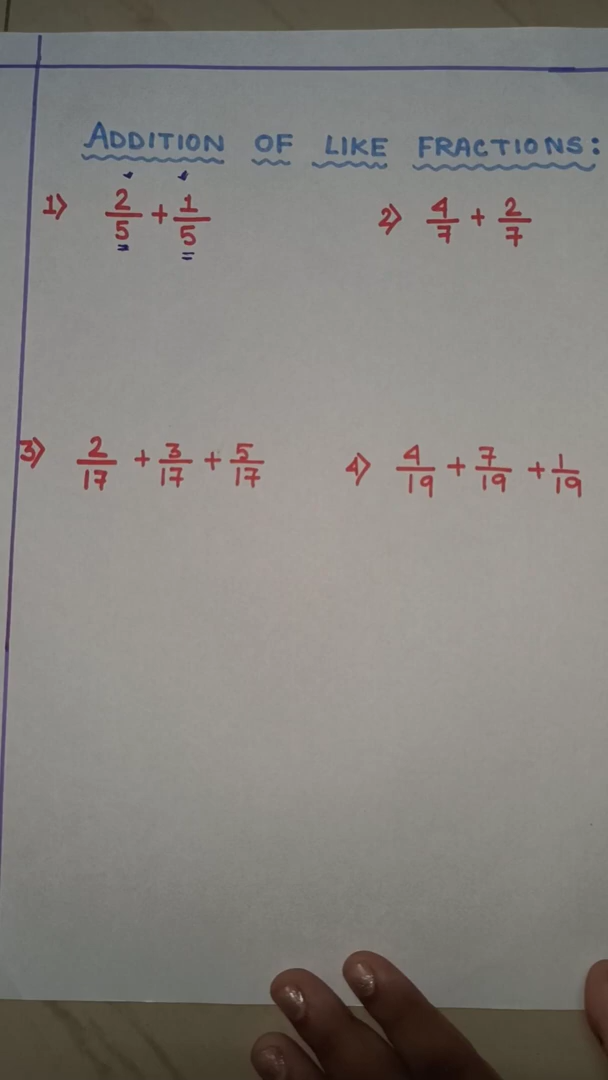 ADDITION OF LIKE FRACTIONS:
1) 2/5 + 1/5
2) 4/7 + 2/7
3) 2/17 + 3/17 + 5/17
4) 4/19 + 7/19 + 1/19